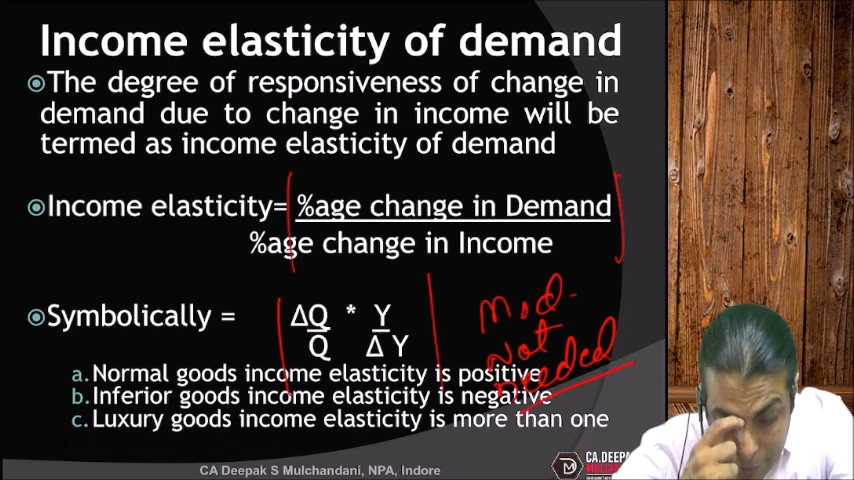 Income elasticity of demand
The degree of responsiveness of change in
demand due to change in income will be
termed as income elasticity of demand
Income elasticity= %age change in Demand
%age change in Income
Symbolically = ΔQ * Y
Q Δ Y
Mod.
Not
Needed
a. Normal goods income elasticity is positive
b. Inferior goods income elasticity is negative
c. Luxury goods income elasticity is more than one
CA Deepak S Mulchandani, NPA, Indore
CA.DEEPA
MULCH